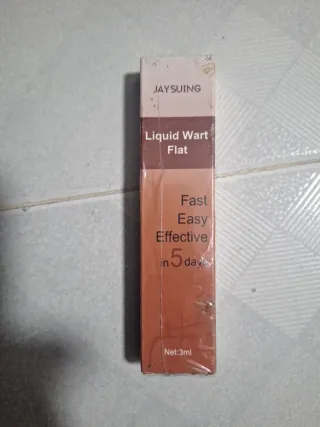 JAYSUING
Liquid Wart
Flat
Fast
Easy
Effective
in 5 days
Net:3ml